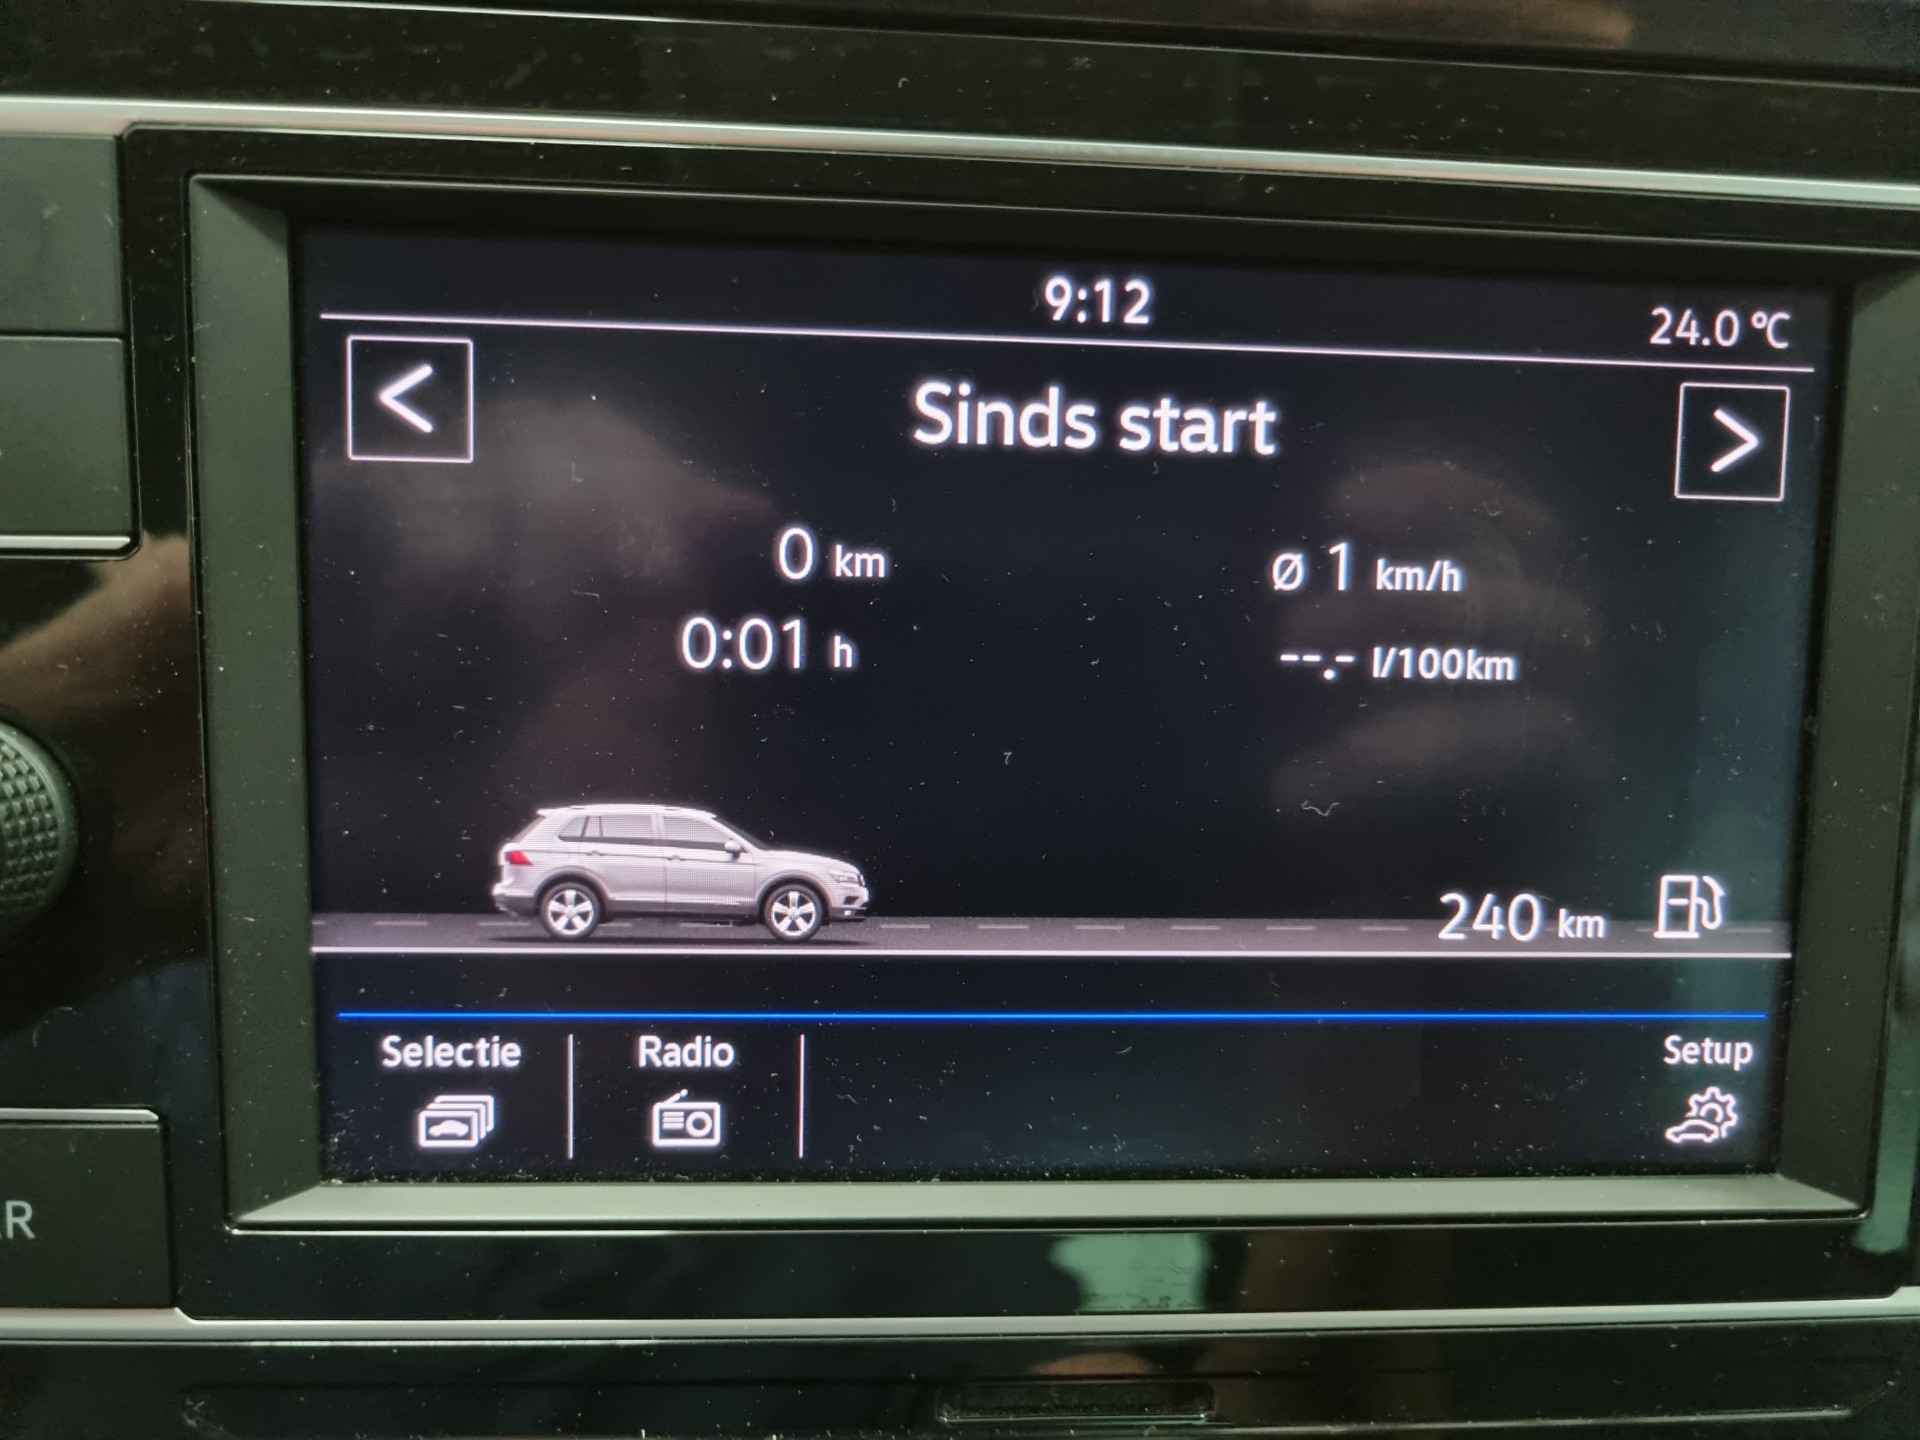 9:12
24.0 °C
<
Sinds start
>
0 km
ø 1 km/h
0:01 h
--.- l/100km
240 km
Selectie
Radio
Setup
R